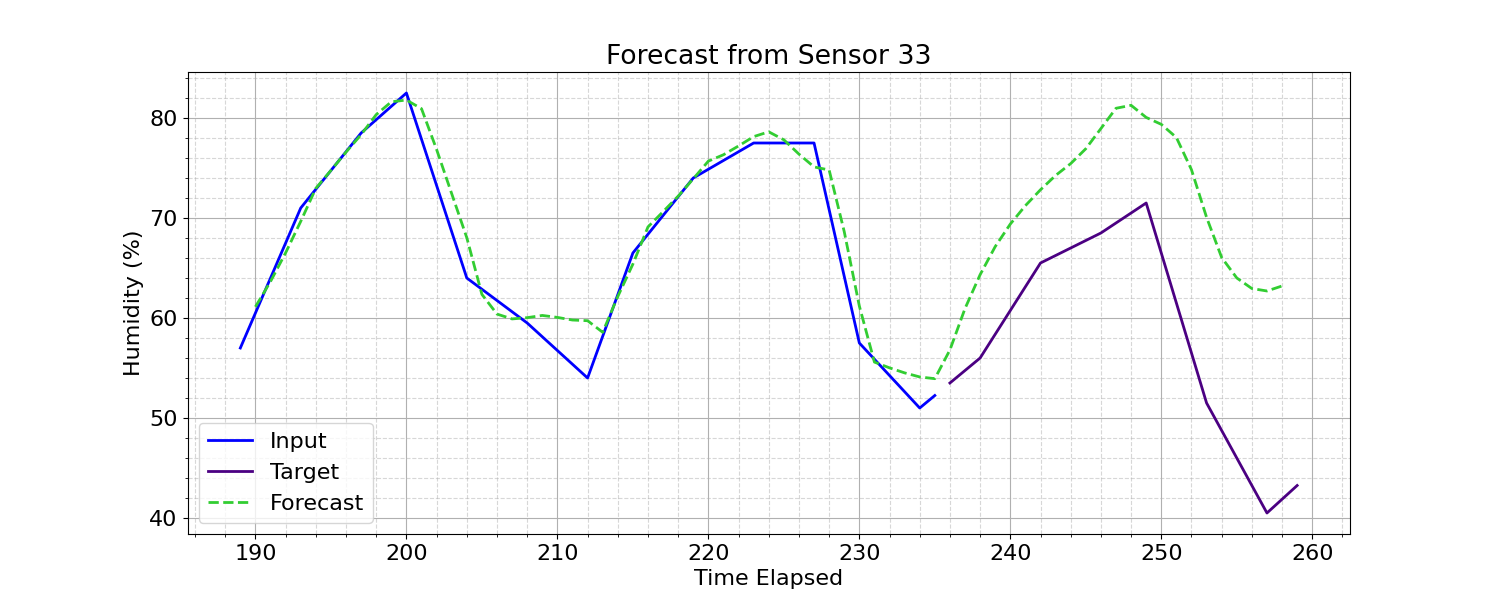 Forecast from Sensor 33
Humidity (%)
80
70
60
50
40
Input
Target
Forecast
190 200 210 220 230 240 250 260
Time Elapsed